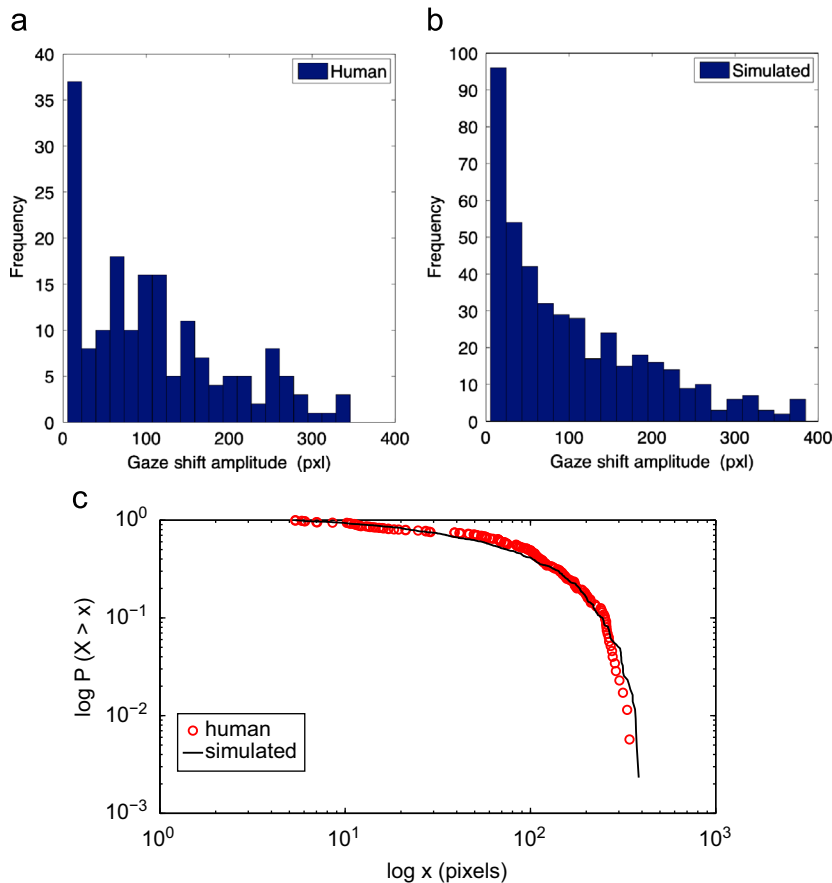 a
40
35
30
25
20
15
10
5
0
Frequency
Human
0 100 200 300 400
Gaze shift amplitude (pxl)
b
100
90
80
70
60
50
40
30
20
10
0
Frequency
Simulated
0 100 200 300 400
Gaze shift amplitude (pxl)
c
10^0
10^-1
10^-2
10^-3
log P (X > x)
human
simulated
10^0 10^1 10^2 10^3
log x (pixels)